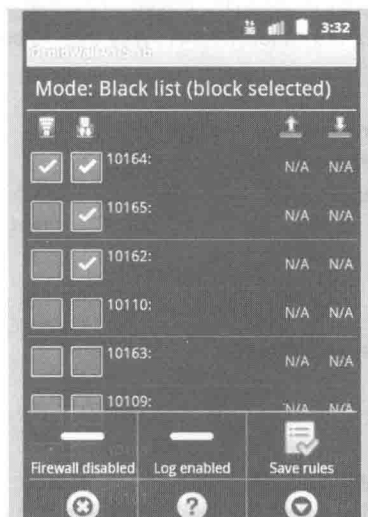 3:32
Mode: Black list (block selected)
10164:
N/A N/A
10165:
N/A N/A
10162:
N/A N/A
10110:
N/A N/A
10163:
N/A N/A
10109:
N/A N/A
Firewall disabled Log enabled Save rules